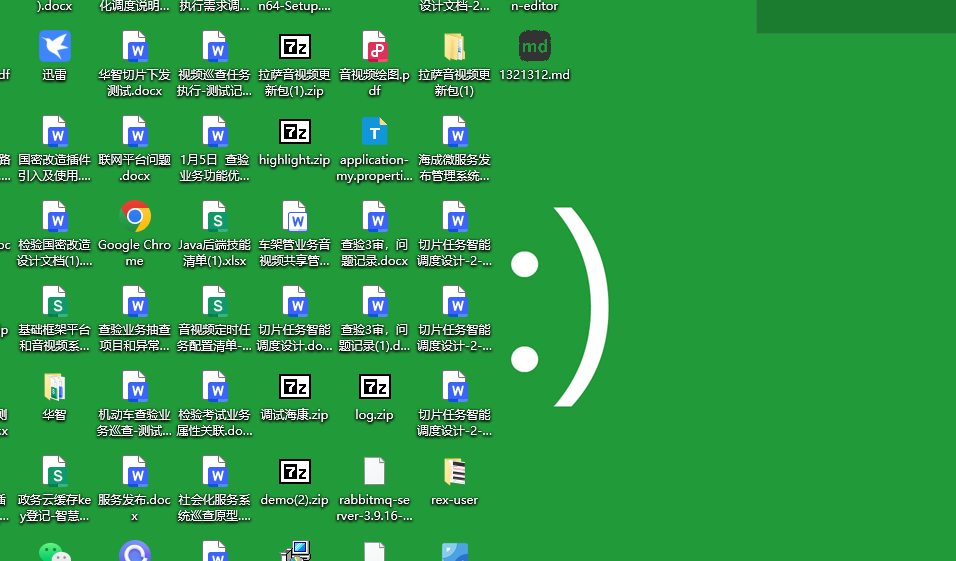 ).docx
化调度说明...
执行需求调...
n64-Setup....
设计文档-2...
n-editor
df
迅雷
华智切片下发
测试.docx
视频巡查任务
执行-测试记...
拉萨音视频更
新包(1).zip
音视频绘图.p
df
拉萨音视频更
新包(1)
md
1321312.md
路
...
国密改造插件
引入及使用....
联网平台问题
.docx
1月5日 查验
业务功能优...
highlight.zip
application-
my.properti...
海成微服务发
布管理系统...
oc
检验国密改造
设计文档(1)....
Google Chro
me
Java后端技能
清单(1).xlsx
车架管业务音
视频共享管...
查验3审，问
题记录.docx
切片任务智能
调度设计-2-...
p
基础框架平台
和音视频系...
查验业务抽查
项目和异常...
音视频定时任
务配置清单-...
切片任务智能
调度设计.do...
查验3审，问
题记录(1).d...
切片任务智能
调度设计-2-...
:)
测
cx
华智
机动车查验业
务巡查-测试...
检验考试业务
属性关联.do...
调试海康.zip
log.zip
切片任务智能
调度设计-2-...
插
...
政务云缓存ke
y登记-智慧...
服务发布.doc
x
社会化服务系
统巡查原型....
demo(2).zip
rabbitmq-se
rver-3.9.16-...
rex-user